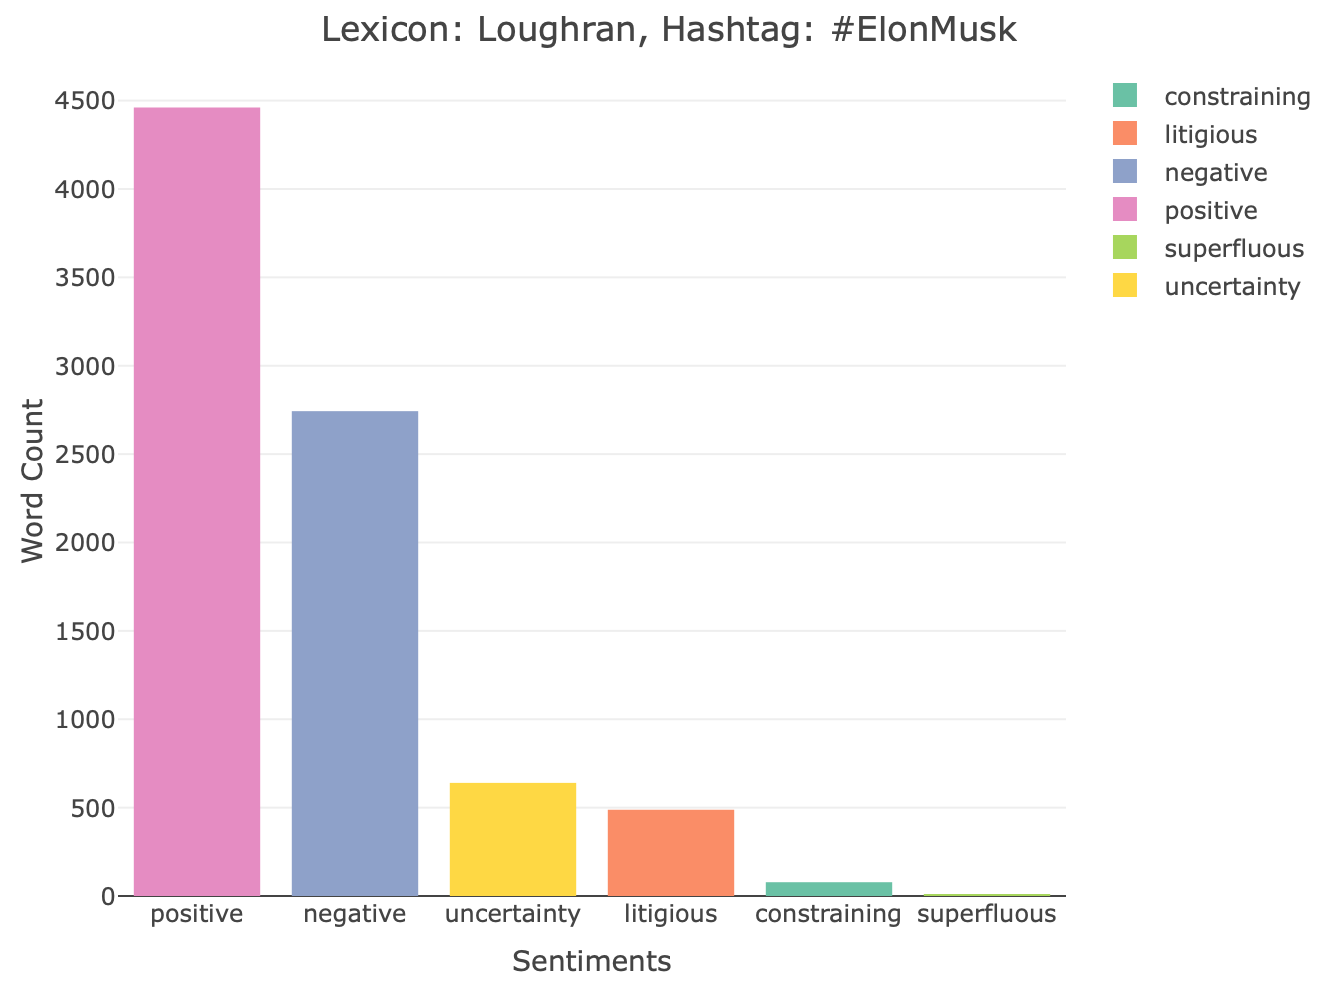 Lexicon: Loughran, Hashtag: #ElonMusk
constraining
litigious
negative
positive
superfluous
uncertainty
Word Count
4500
4000
3500
3000
2500
2000
1500
1000
500
0
positive negative uncertainty litigious constraining superfluous
Sentiments